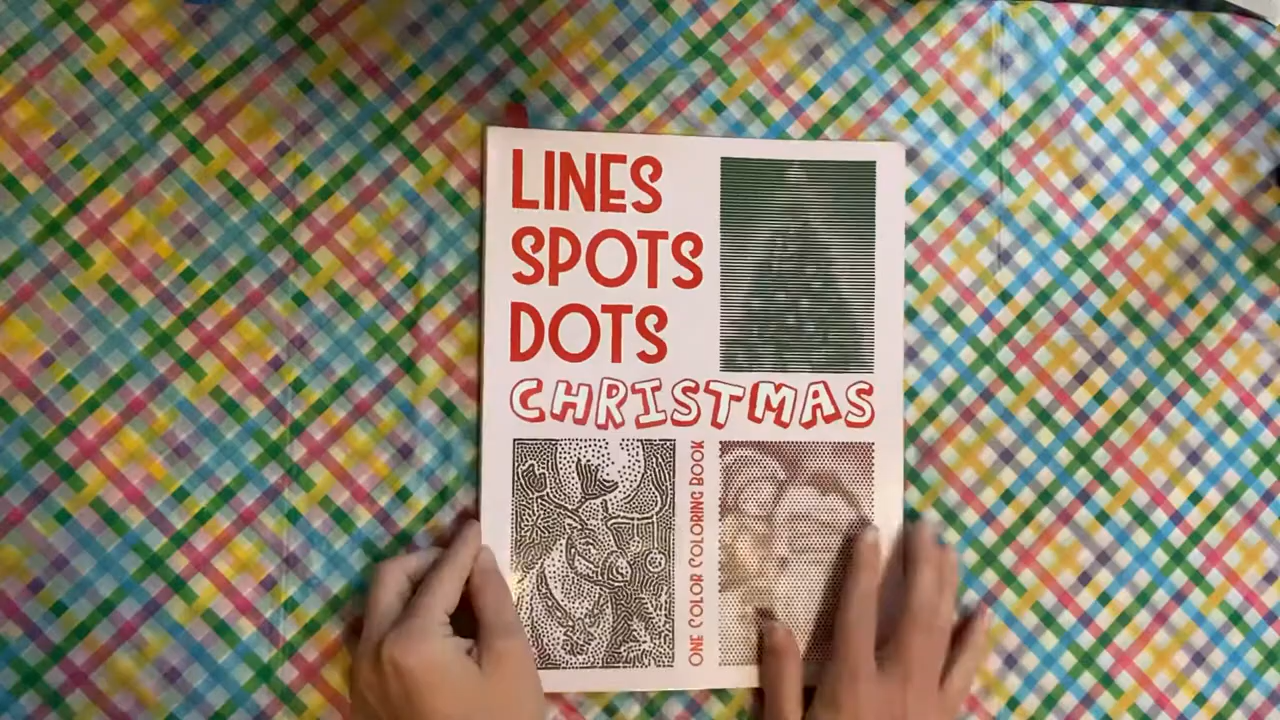 LINES
SPOTS
DOTS
CHRISTMAS
ONE COLOR COLORING BOOK